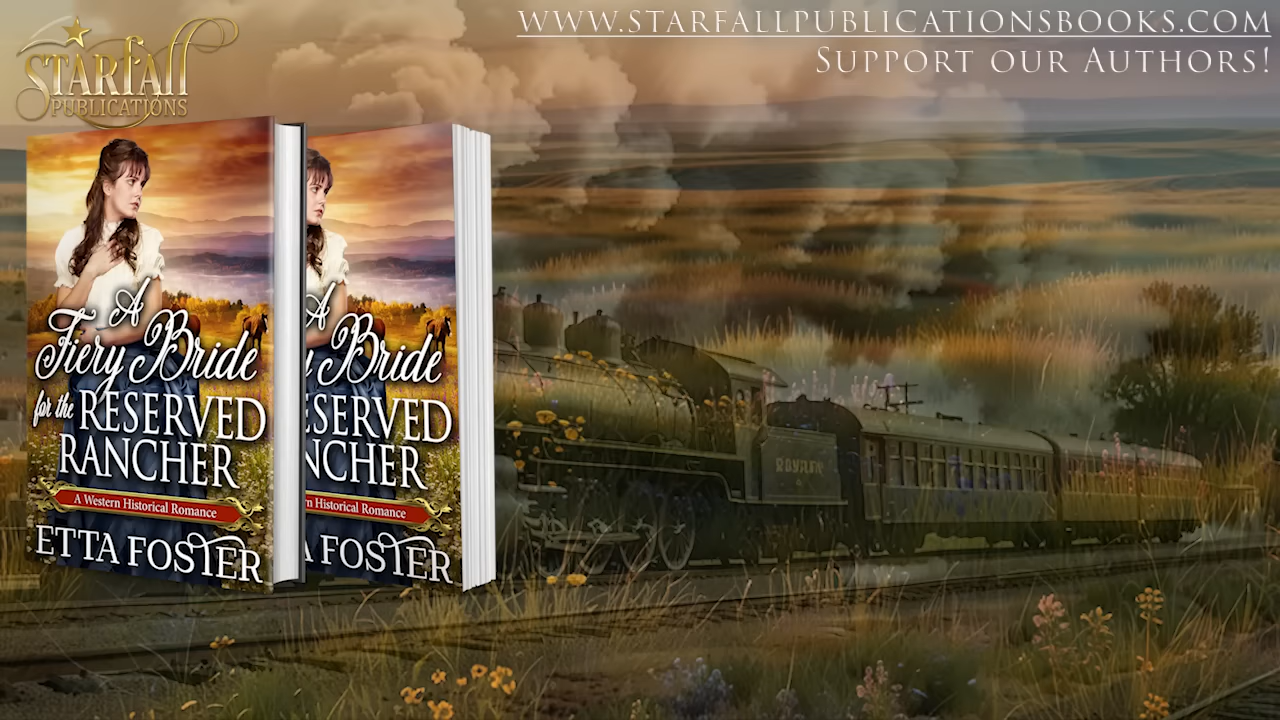 STARfall
PUBLICATIONS
WWW.STARFALLPUBLICATIONSBOOKS.COM
SUPPORT OUR AUTHORS!
A
Fiery Bride
for the RESERVED
RANCHER
A Western Historical Romance
ETTA FOSTER
A
y Bride
ESERVED
NCHER
rn Historical Romance
A FOSTER